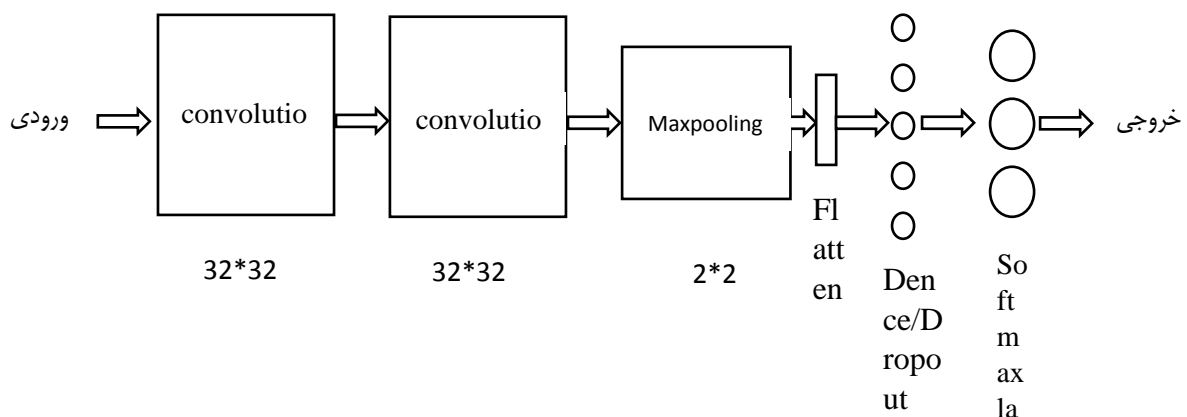 ورودی
convolutio
convolutio
Maxpooling
خروجی
32*32
32*32
2*2
Fl
att
en
Den
ce/D
ropo
ut
So
ft
m
ax
la